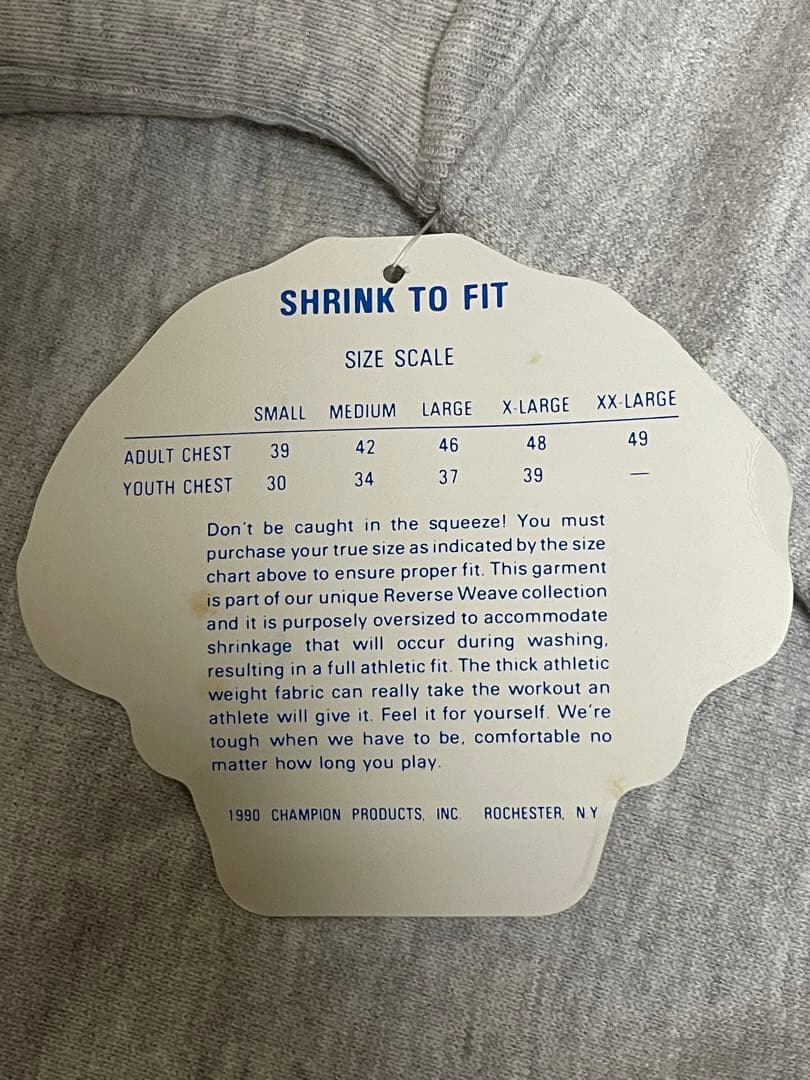 SHRINK TO FIT
SIZE SCALE
SMALL MEDIUM LARGE X-LARGE XX-LARGE
ADULT CHEST 39 42 46 48 49
YOUTH CHEST 30 34 37 39 —
Don't be caught in the squeeze! You must
purchase your true size as indicated by the size
chart above to ensure proper fit. This garment
is part of our unique Reverse Weave collection
and it is purposely oversized to accommodate
shrinkage that will occur during washing,
resulting in a full athletic fit. The thick athletic
weight fabric can really take the workout an
athlete will give it. Feel it for yourself. We're
tough when we have to be, comfortable no
matter how long you play.
1990 CHAMPION PRODUCTS, INC. ROCHESTER, N Y